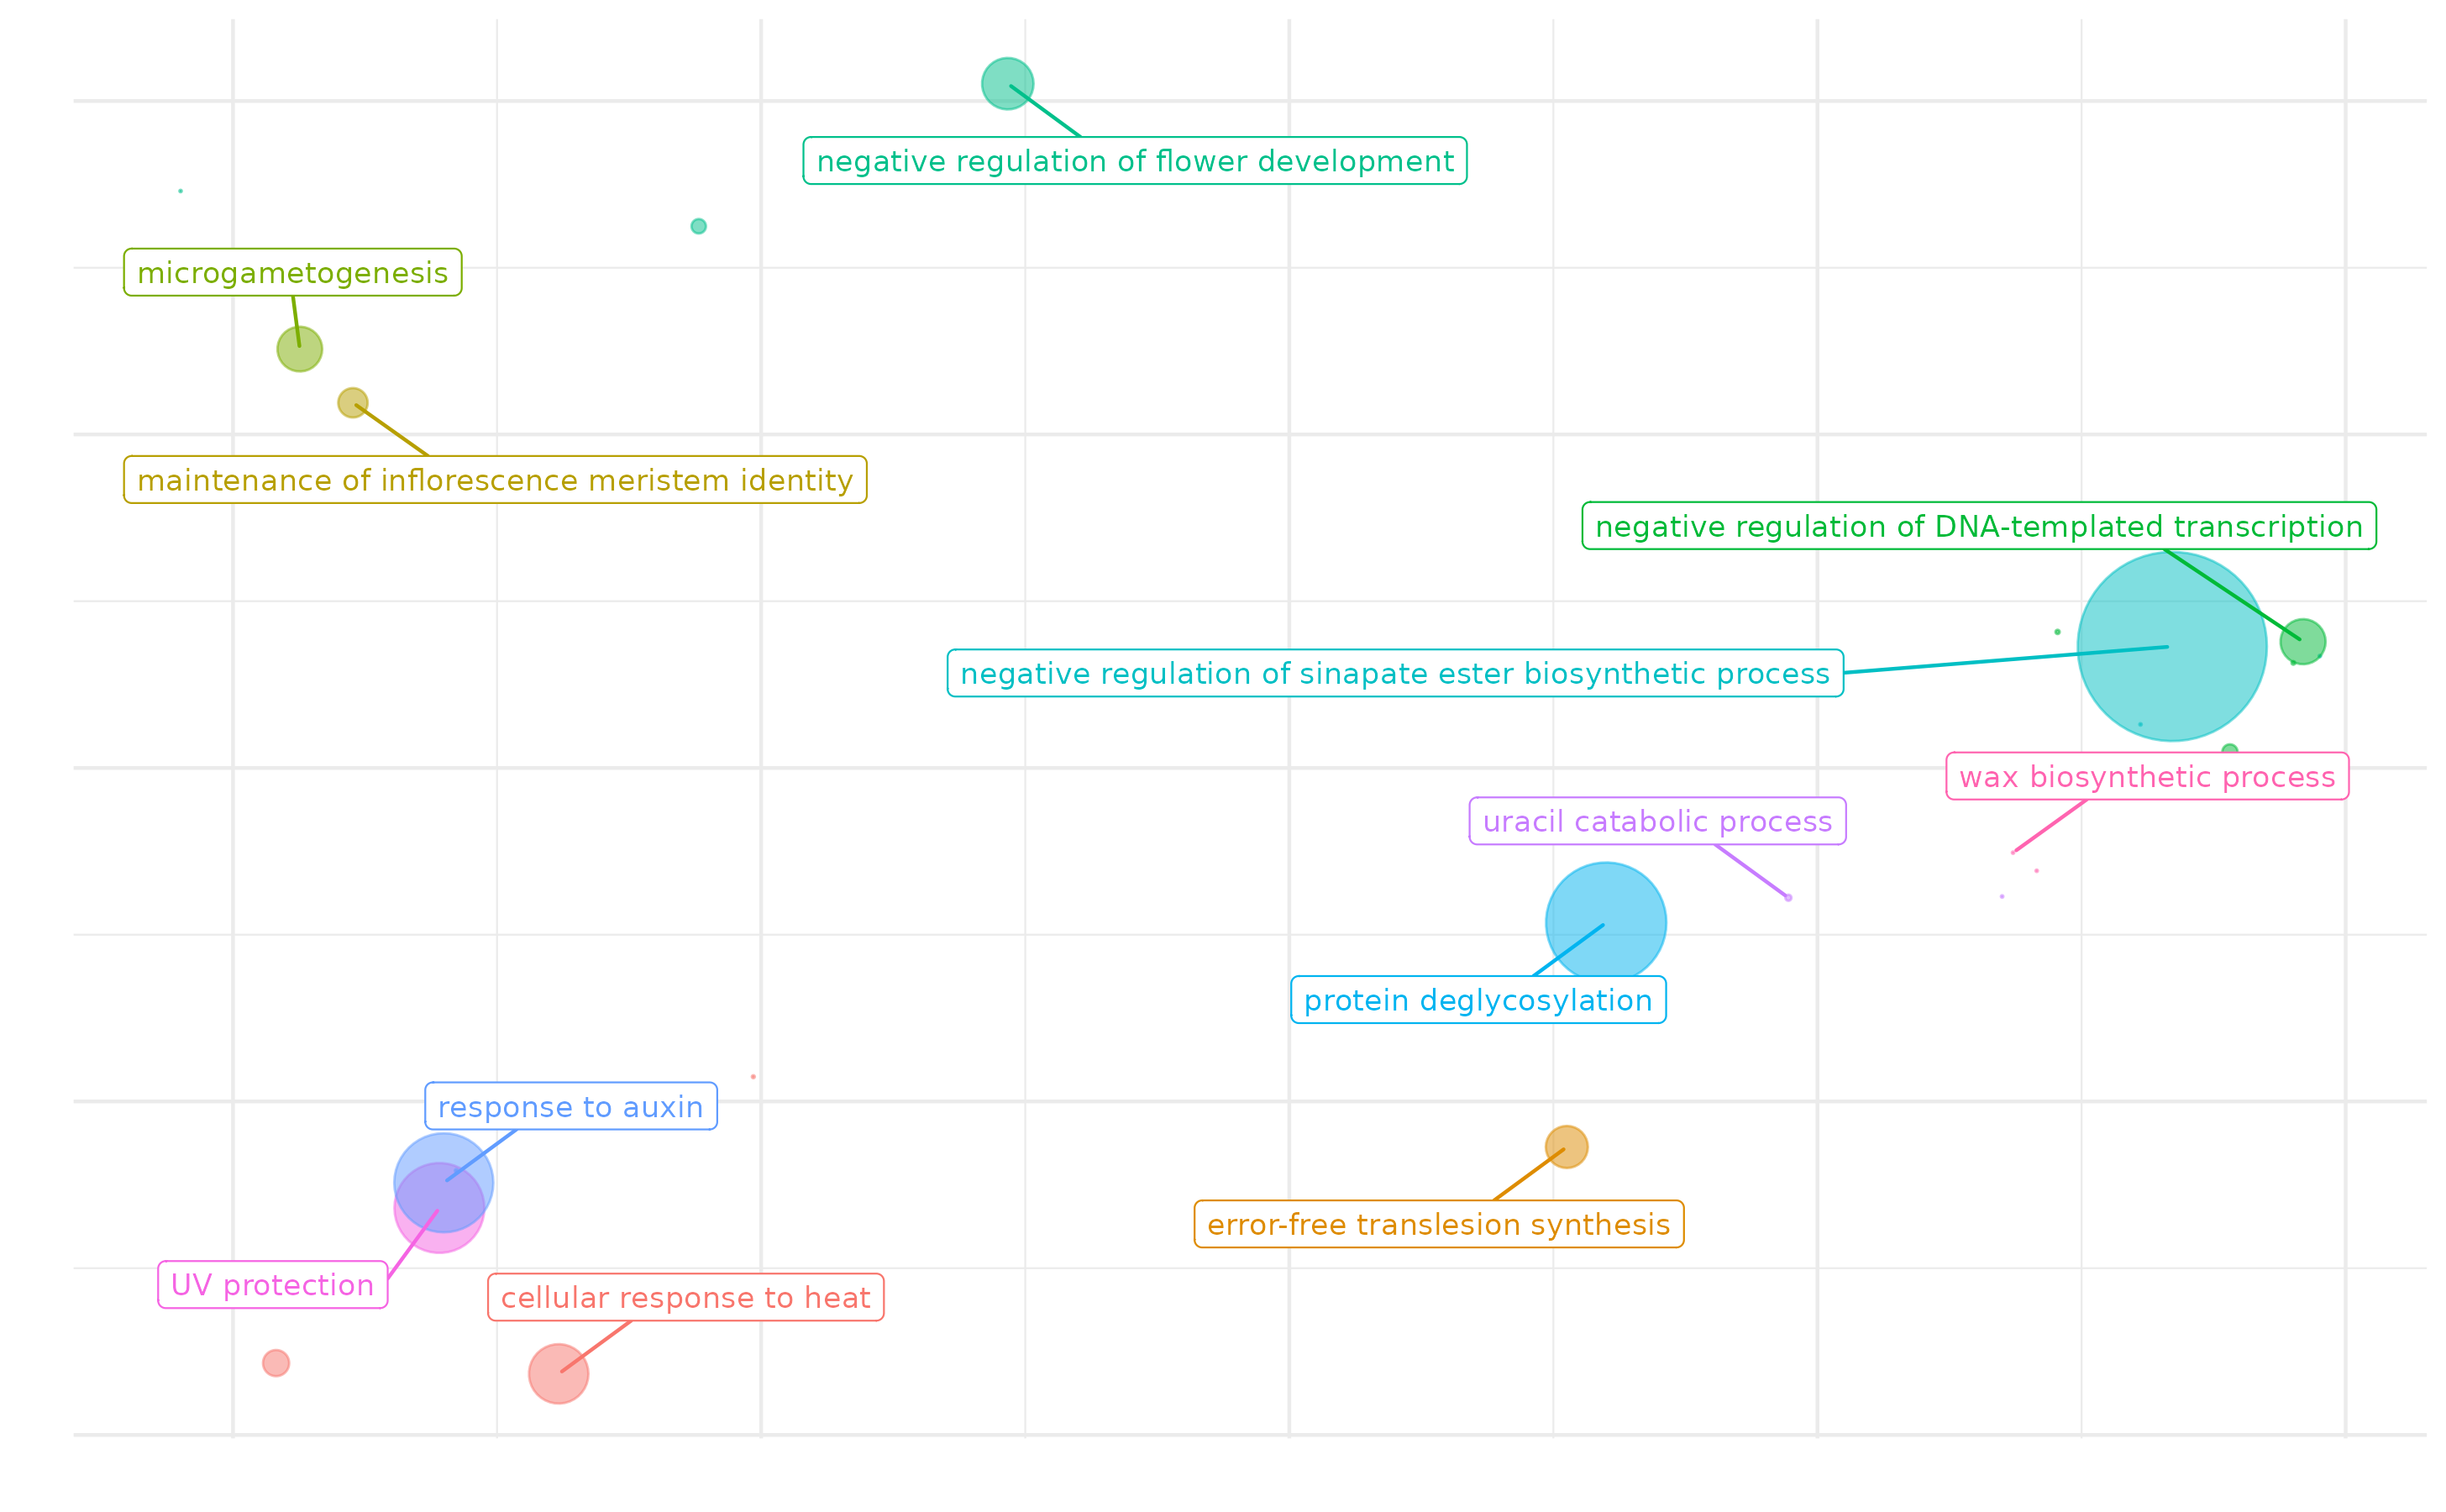 negative regulation of flower development
microgametogenesis
maintenance of inflorescence meristem identity
negative regulation of DNA-templated transcription
negative regulation of sinapate ester biosynthetic process
wax biosynthetic process
uracil catabolic process
protein deglycosylation
response to auxin
error-free translesion synthesis
UV protection
cellular response to heat